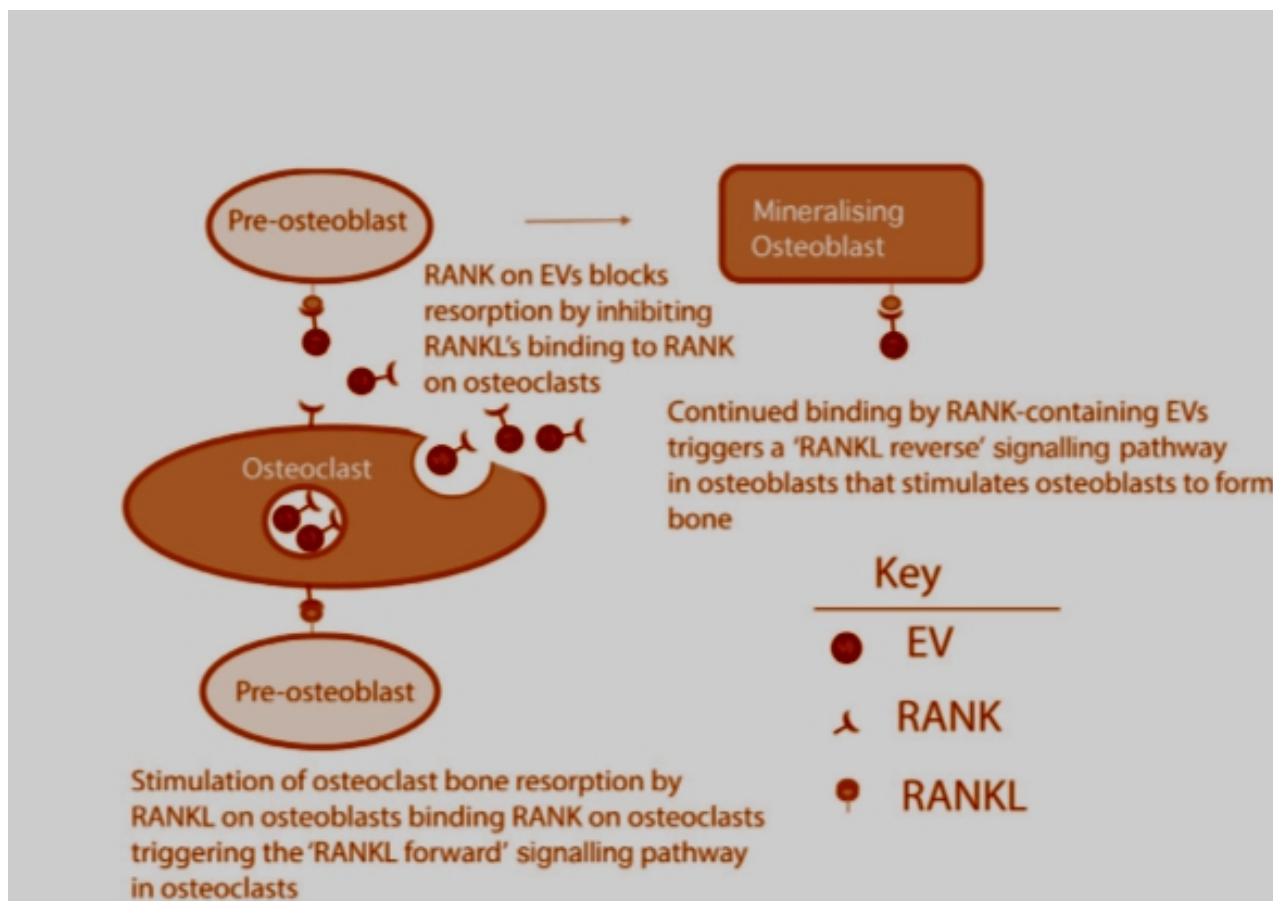 Pre-osteoblast
Mineralising
Osteoblast
RANK on EVs blocks
resorption by inhibiting
RANKL's binding to RANK
on osteoclasts
Continued binding by RANK-containing EVs
triggers a 'RANKL reverse' signalling pathway
in osteoblasts that stimulates osteoblasts to form
bone
Osteoclast
Pre-osteoblast
Key
EV
RANK
RANKL
Stimulation of osteoclast bone resorption by
RANKL on osteoblasts binding RANK on osteoclasts
triggering the 'RANKL forward' signalling pathway
in osteoclasts